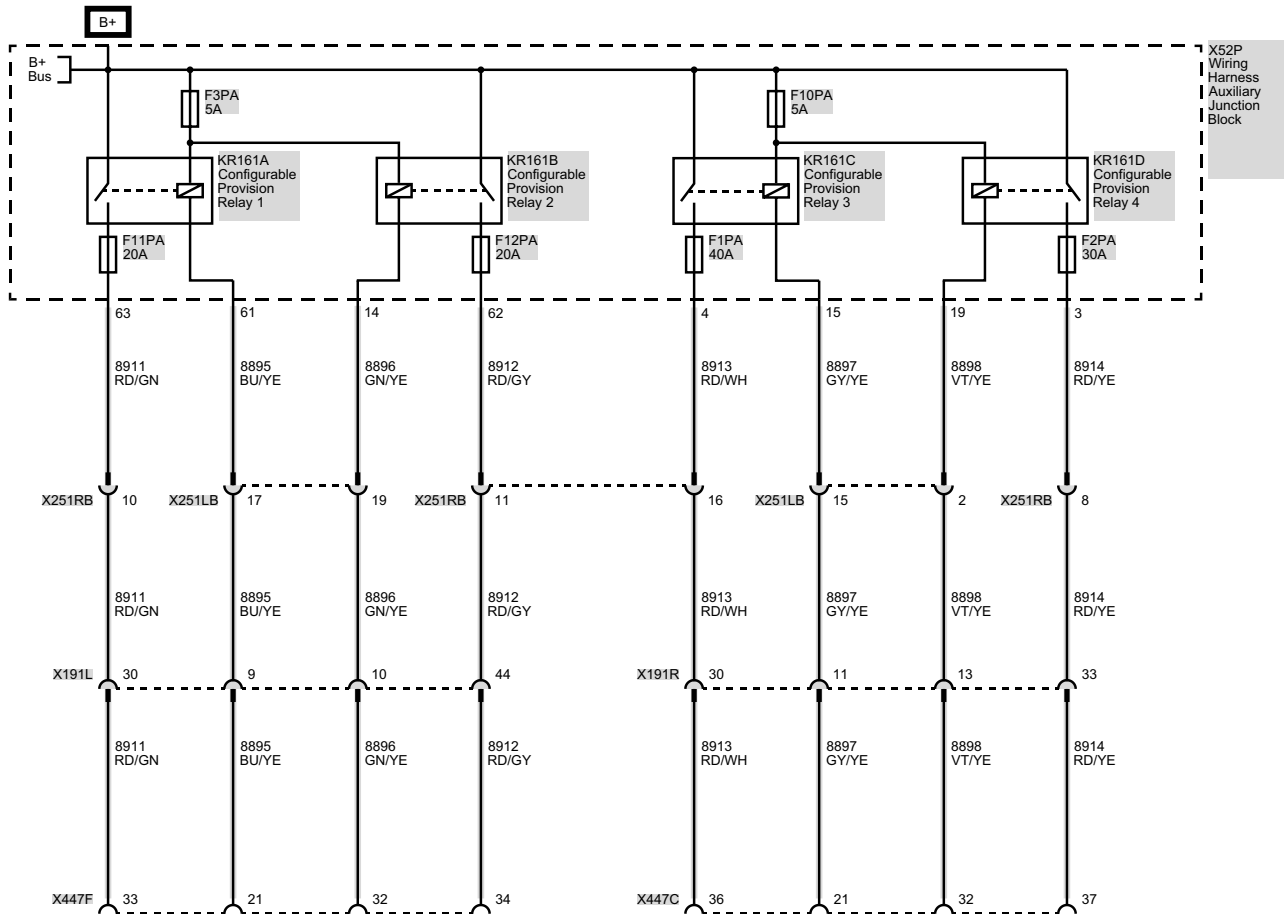 B+
B+
Bus
X52P
Wiring
Harness
Auxiliary
Junction
Block
F3PA
5A
F10PA
5A
KR161A
Configurable
Provision
Relay 1
KR161B
Configurable
Provision
Relay 2
KR161C
Configurable
Provision
Relay 3
KR161D
Configurable
Provision
Relay 4
F11PA
20A
F12PA
20A
F1PA
40A
F2PA
30A
63 61 14 62 4 15 19 3
8911 8895 8896 8912 8913 8897 8898 8914
RD/GN BU/YE GN/YE RD/GY RD/WH GY/YE VT/YE RD/YE
X251RB 10 X251LB 17 19 X251RB 11 16 X251LB 15 2 X251RB 8
8911 8895 8896 8912 8913 8897 8898 8914
RD/GN BU/YE GN/YE RD/GY RD/WH GY/YE VT/YE RD/YE
X191L 30 9 10 44 X191R 30 11 13 33
8911 8895 8896 8912 8913 8897 8898 8914
RD/GN BU/YE GN/YE RD/GY RD/WH GY/YE VT/YE RD/YE
X447F 33 21 32 34 X447C 36 21 32 37